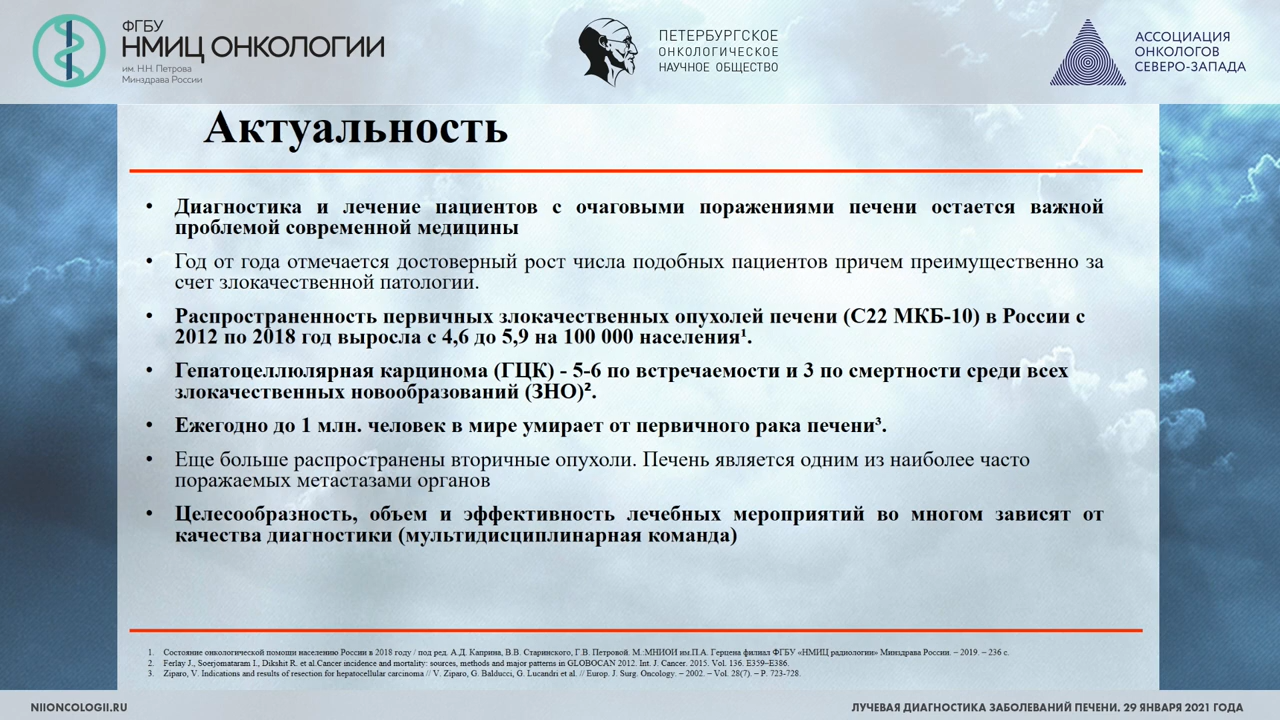 ФГБУ
НМИЦ ОНКОЛОГИИ
им. Н.Н. Петрова
Минздрава России
ПЕТЕРБУРГСКОЕ
ОНКОЛОГИЧЕСКОЕ
НАУЧНОЕ ОБЩЕСТВО
АССОЦИАЦИЯ
ОНКОЛОГОВ
СЕВЕРО-ЗАПАДА
Актуальность
• Диагностика и лечение пациентов с очаговыми поражениями печени остается важной
проблемой современной медицины
• Год от года отмечается достоверный рост числа подобных пациентов причем преимущественно за
счет злокачественной патологии.
• Распространенность первичных злокачественных опухолей печени (С22 МКБ-10) в России с
2012 по 2018 год выросла с 4,6 до 5,9 на 100 000 населения¹.
• Гепатоцеллюлярная карцинома (ГЦК) - 5-6 по встречаемости и 3 по смертности среди всех
злокачественных новообразований (ЗНО)².
• Ежегодно до 1 млн. человек в мире умирает от первичного рака печени³.
• Еще больше распространены вторичные опухоли. Печень является одним из наиболее часто
поражаемых метастазами органов
• Целесообразность, объем и эффективность лечебных мероприятий во многом зависят от
качества диагностики (мультидисциплинарная команда)
1. Состояние онкологической помощи населению России в 2018 году / под ред. А.Д. Каприна, В.В. Старинского, Г.В. Петровой. М.:МНИОИ им.П.А. Герцена филиал ФГБУ «НМИЦ радиологии» Минздрава России. – 2019. – 236 с.
2. Ferlay J., Soerjomataram I., Dikshit R. et al.Cancer incidence and mortality: sources, methods and major patterns in GLOBOCAN 2012. Int. J. Cancer. 2015. Vol. 136. E359–E386.
3. Ziparo, V. Indications and results of resection for hepatocellular carcinoma // V. Ziparo, G. Balducci, G. Lucandri et al. // Europ. J. Surg. Oncology. – 2002. – Vol. 28(7). – P. 723-728.
NIIONCOLOGII.RU
ЛУЧЕВАЯ ДИАГНОСТИКА ЗАБОЛЕВАНИЙ ПЕЧЕНИ. 29 ЯНВАРЯ 2021 ГОДА